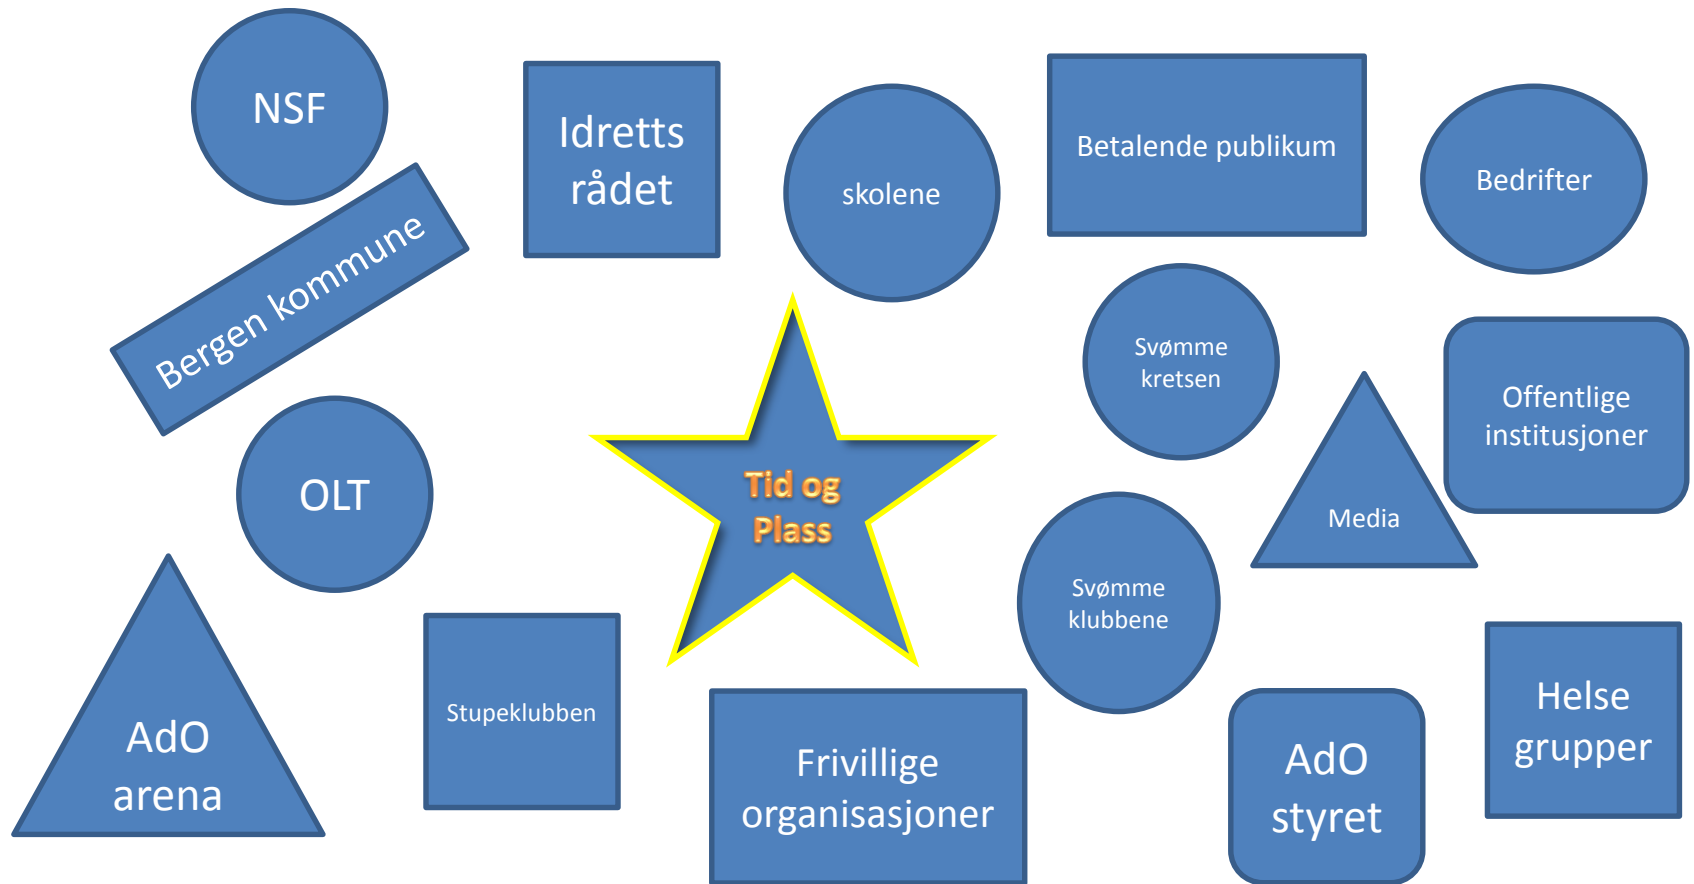 NSF
Idretts
rådet
skolene
Betalende publikum
Bedrifter
Bergen kommune
Svømme
kretsen
Offentlige
institusjoner
OLT
Tid og
Plass
Media
Svømme
klubbene
AdO
arena
Stupeklubben
Frivillige
organisasjoner
AdO
styret
Helse
grupper